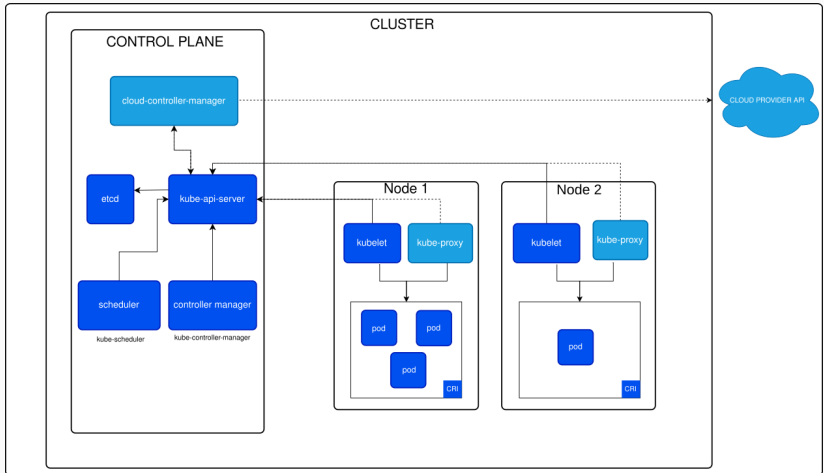 CLUSTER
CONTROL PLANE
cloud-controller-manager
CLOUD PROVIDER API
etcd
kube-api-server
Node 1
Node 2
kubelet
kube-proxy
kubelet
kube-proxy
scheduler
controller manager
kube-scheduler
kube-controller-manager
pod
pod
pod
CRI
pod
CRI